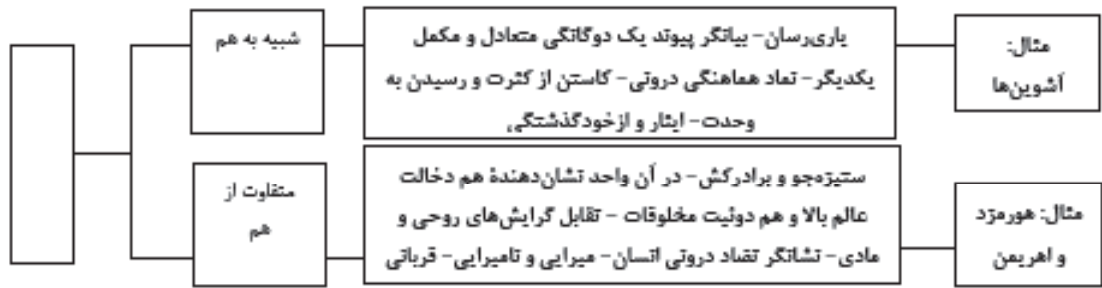 شبیه به هم
یاری‌رسان- بیانگر پیوند یک دوگانگی متعادل و مکمل
یکدیگر- نماد هماهنگی درونی- کاستن از کثرت و رسیدن به
وحدت- ایثار و ازخودگذشتگی
مثال:
آشوین‌ها
متفاوت از
هم
ستیزه‌جو و برادرکش- در آن واحد نشان‌دهندهٔ هم دخالت
عالم بالا و هم دوئیت مخلوقات - تقابل گرایش‌های روحی و
مادی- نشانگر تضاد درونی انسان- میرایی و نامیرایی- قربانی
مثال: هورمزد
و اهریمن